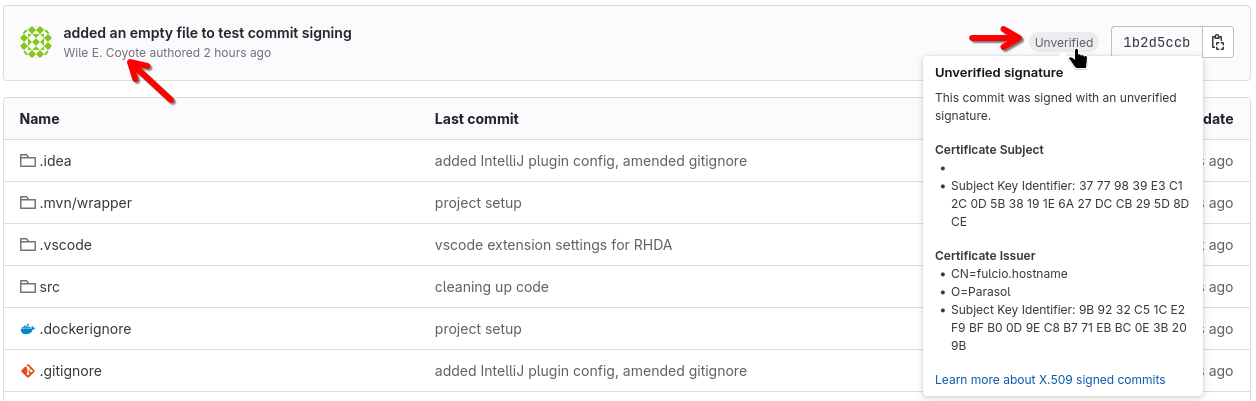 added an empty file to test commit signing
Wile E. Coyote authored 2 hours ago
Unverified
1b2d5ccb
Unverified signature
This commit was signed with an unverified
signature.
Certificate Subject
Subject Key Identifier: 37 77 98 39 E3 C1
2C 0D 5B 38 19 1E 6A 27 DC CB 29 5D 8D
CE
Certificate Issuer
CN=fulcio.hostname
O=Parasol
Subject Key Identifier: 9B 92 32 C5 1C E2
F9 BF B0 0D 9E C8 B7 71 EB BC 0E 3B 20
9B
Learn more about X.509 signed commits
Name Last commit date
.idea added IntelliJ plugin config, amended gitignore ago
.mvn/wrapper project setup ago
.vscode vscode extension settings for RHDA ago
src cleaning up code ago
.dockerignore project setup ago
.gitignore added IntelliJ plugin config, amended gitignore ago